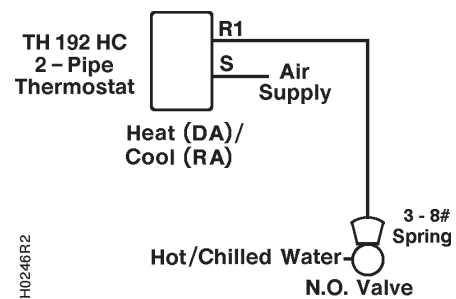 TH 192 HC
2 – Pipe
Thermostat
R1
S
Air
Supply
Heat (DA)/
Cool (RA)
3 - 8#
Spring
Hot/Chilled Water
N.O. Valve
H0246R2